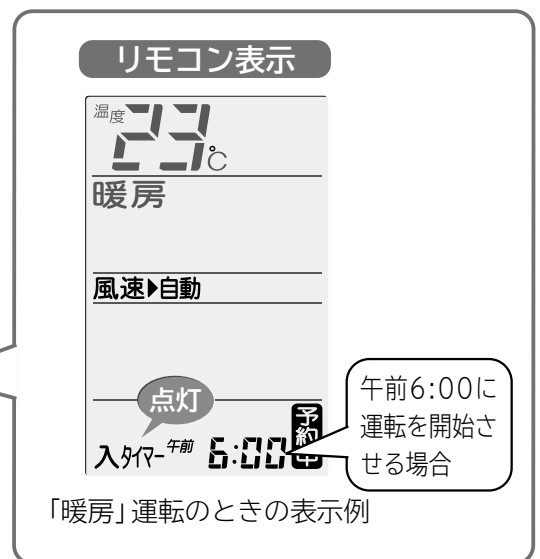 リモコン表示
温度 23℃
暖房
風速▶自動
点灯
入タイマー 午前 6:00 予約中
午前6:00に
運転を開始さ
せる場合
「暖房」運転のときの表示例